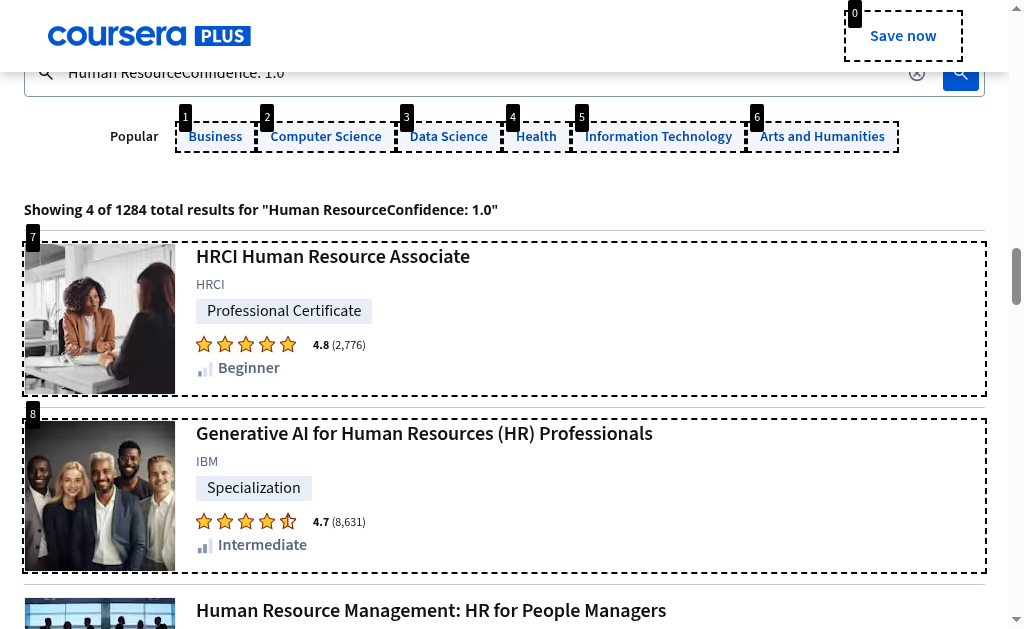 coursera PLUS
0
Save now
Human ResourceConfidence: 1.0
Popular
1
Business
2
Computer Science
3
Data Science
4
Health
5
Information Technology
6
Arts and Humanities
Showing 4 of 1284 total results for "Human ResourceConfidence: 1.0"
7
HRCI Human Resource Associate
HRCI
Professional Certificate
4.8 (2,776)
Beginner
8
Generative AI for Human Resources (HR) Professionals
IBM
Specialization
4.7 (8,631)
Intermediate
Human Resource Management: HR for People Managers